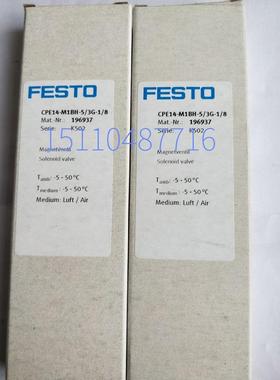 FESTO
CPE14-M1BH-5/3G-1/8
Mat.-Nr.: 196937
Serie: K502
Magnetventil
Solenoid valve
Tamb: -5 - 50 °C
Tmedium: -5 - 50 °C
Medium: Luft / Air
FESTO
CPE14-M1BH-5/3G-1/8
Mat.-Nr.: 196937
Serie: K502
Magnetventil
Solenoid valve
Tamb: -5 - 50 °C
Tmedium: -5 - 50 °C
Medium: Luft / Air
15110487716